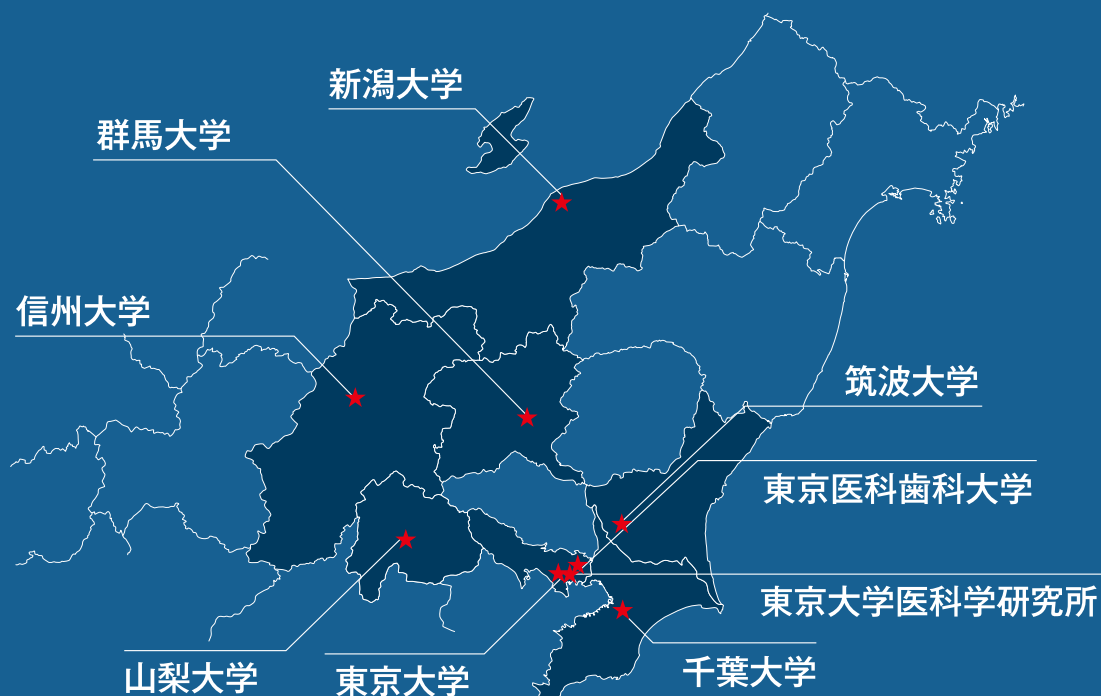 新潟大学
群馬大学
信州大学
筑波大学
東京医科歯科大学
東京大学医科学研究所
千葉大学
東京大学
山梨大学